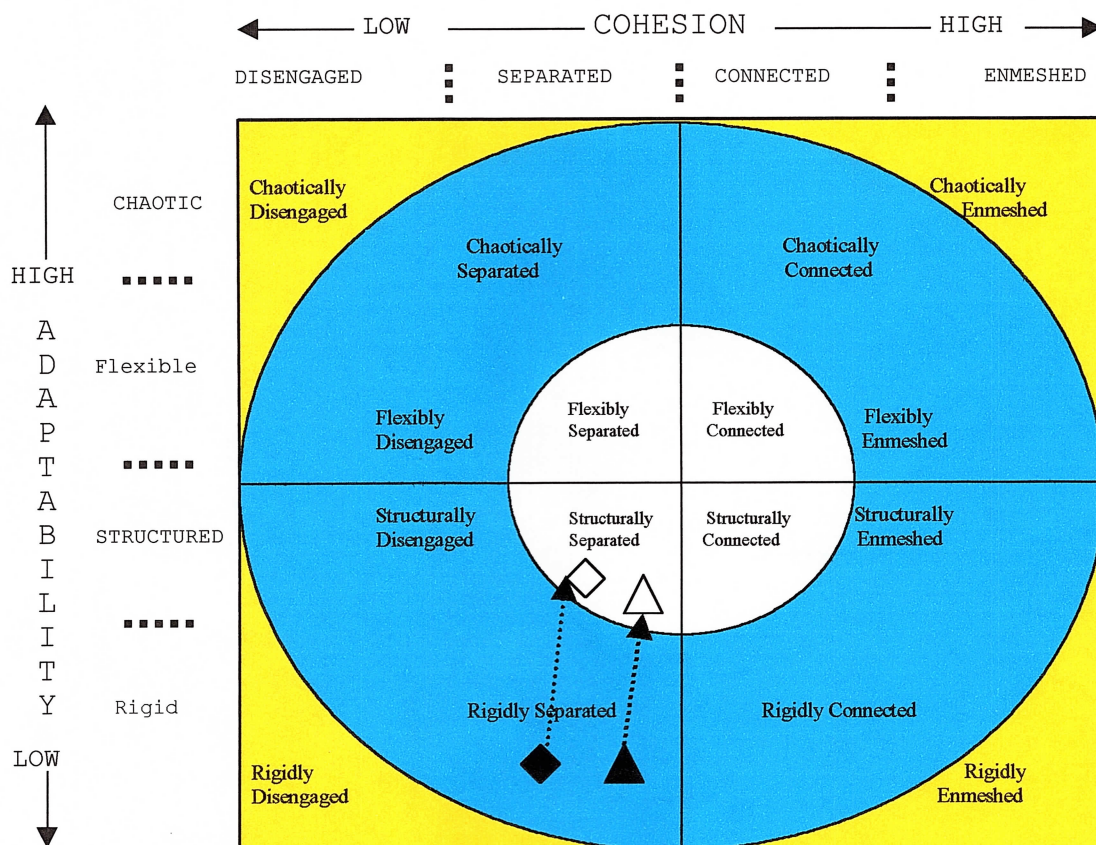 LOW COHESION HIGH
DISENGAGED SEPARATED CONNECTED ENMESHED
HIGH
ADAPTABILITY
LOW
CHAOTIC
Flexible
STRUCTURED
Rigid
Chaotically
Disengaged
Chaotically
Separated
Chaotically
Connected
Chaotically
Enmeshed
Flexibly
Disengaged
Flexibly
Separated
Flexibly
Connected
Flexibly
Enmeshed
Structurally
Disengaged
Structurally
Separated
Structurally
Connected
Structurally
Enmeshed
Rigidly
Disengaged
Rigidly Separated
Rigidly Connected
Rigidly
Enmeshed